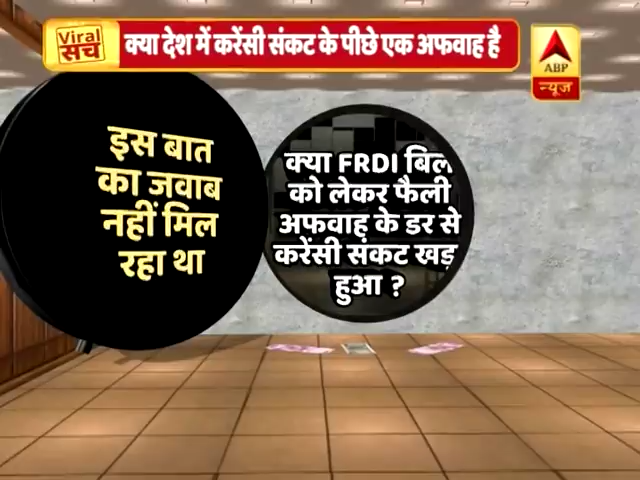 Viral
सच
क्या देश में करेंसी संकट के पीछे एक अफवाह है
ABP
न्यूज़
इस बात
का जवाब
नहीं मिल
रहा था
क्या FRDI बिल
को लेकर फैली
अफवाह के डर से
करेंसी संकट खड़
हुआ ?